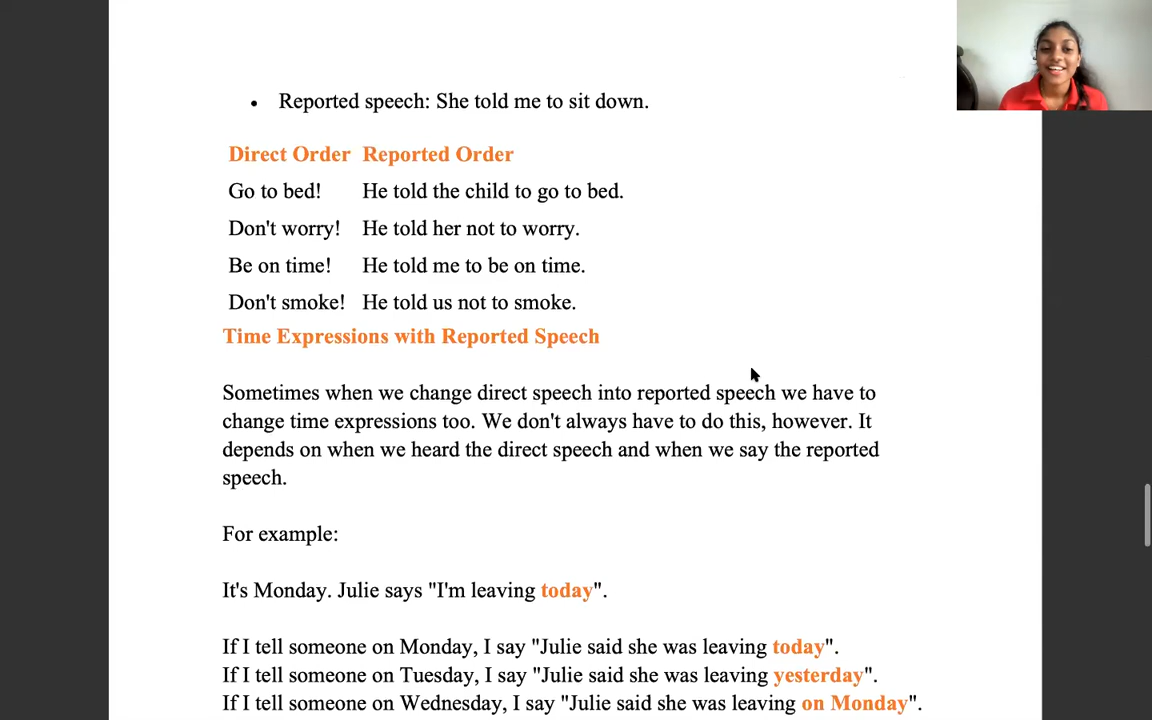 • Reported speech: She told me to sit down.
Direct Order Reported Order
Go to bed! He told the child to go to bed.
Don't worry! He told her not to worry.
Be on time! He told me to be on time.
Don't smoke! He told us not to smoke.
Time Expressions with Reported Speech
Sometimes when we change direct speech into reported speech we have to
change time expressions too. We don't always have to do this, however. It
depends on when we heard the direct speech and when we say the reported
speech.
For example:
It's Monday. Julie says "I'm leaving today".
If I tell someone on Monday, I say "Julie said she was leaving today".
If I tell someone on Tuesday, I say "Julie said she was leaving yesterday".
If I tell someone on Wednesday, I say "Julie said she was leaving on Monday".